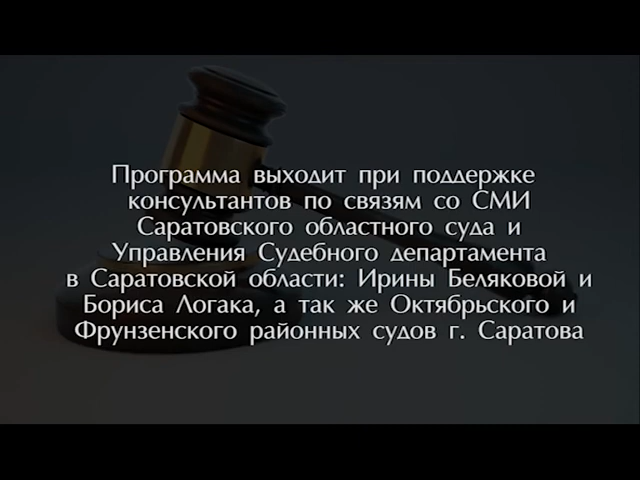 Программа выходит при поддержке
консультантов по связям со СМИ
Саратовского областного суда и
Управления Судебного департамента
в Саратовской области: Ирины Беляковой и
Бориса Логака, а так же Октябрьского и
Фрунзенского районных судов г. Саратова